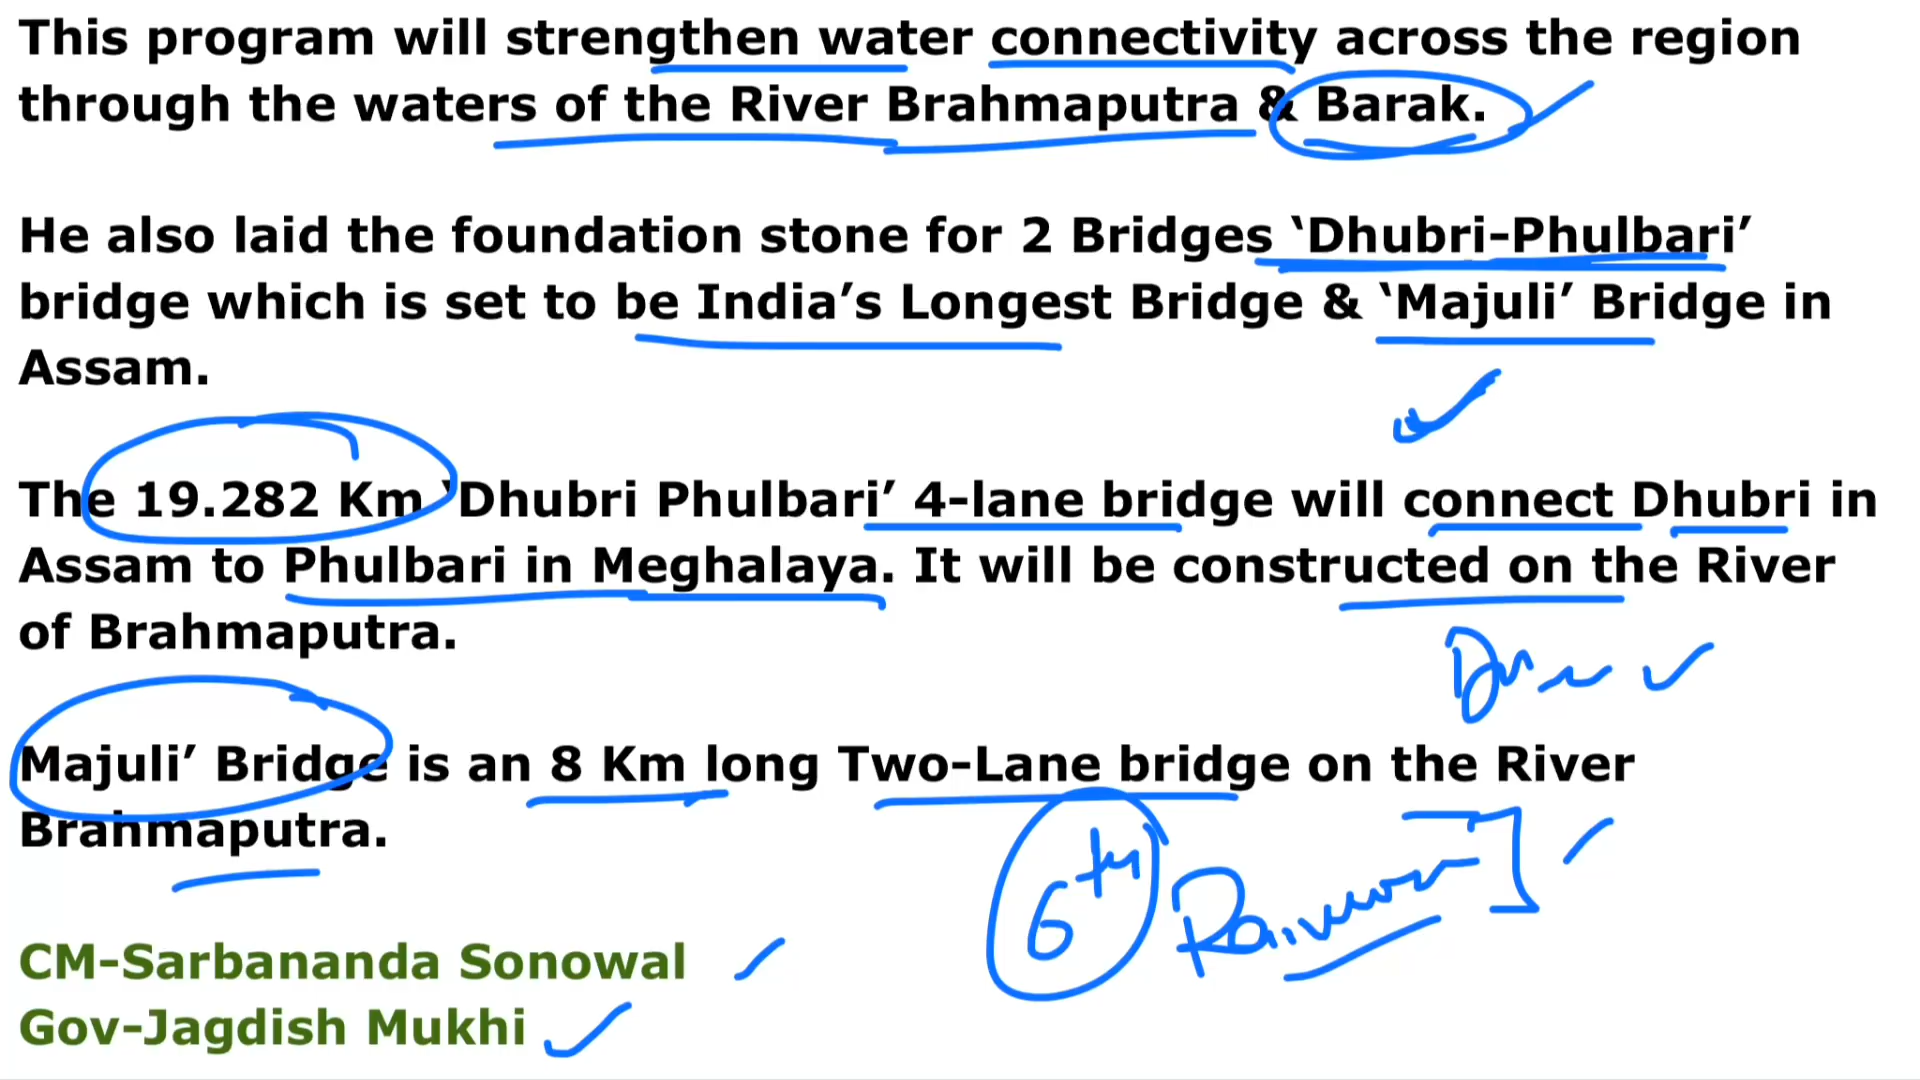 This program will strengthen water connectivity across the region
through the waters of the River Brahmaputra & Barak.
He also laid the foundation stone for 2 Bridges ‘Dhubri-Phulbari’
bridge which is set to be India’s Longest Bridge & ‘Majuli’ Bridge in
Assam.
The 19.282 Km ‘Dhubri Phulbari’ 4-lane bridge will connect Dhubri in
Assam to Phulbari in Meghalaya. It will be constructed on the River
of Brahmaputra.
Majuli’ Bridge is an 8 Km long Two-Lane bridge on the River
Brahmaputra.
6th
CM-Sarbananda Sonowal
Gov-Jagdish Mukhi